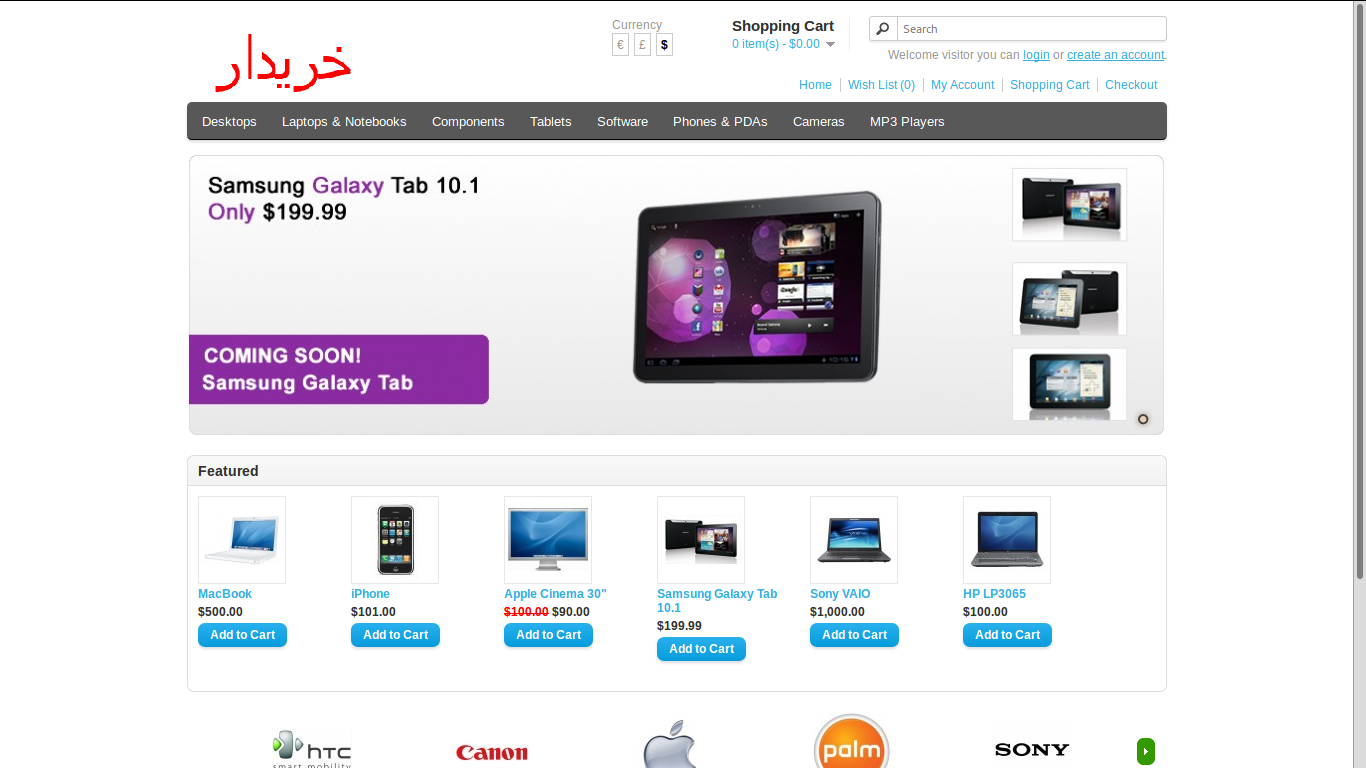 خریدار
Currency
€ £ $
Shopping Cart
0 item(s) - $0.00
Search
Welcome visitor you can login or create an account.
Home
Wish List (0)
My Account
Shopping Cart
Checkout
Desktops
Laptops & Notebooks
Components
Tablets
Software
Phones & PDAs
Cameras
MP3 Players
Samsung Galaxy Tab 10.1
Only $199.99
COMING SOON!
Samsung Galaxy Tab
Featured
MacBook
$500.00
Add to Cart
iPhone
$101.00
Add to Cart
Apple Cinema 30"
$100.00 $90.00
Add to Cart
Samsung Galaxy Tab
10.1
$199.99
Add to Cart
Sony VAIO
$1,000.00
Add to Cart
HP LP3065
$100.00
Add to Cart
hTC
smart mobility
Canon
palm
SONY